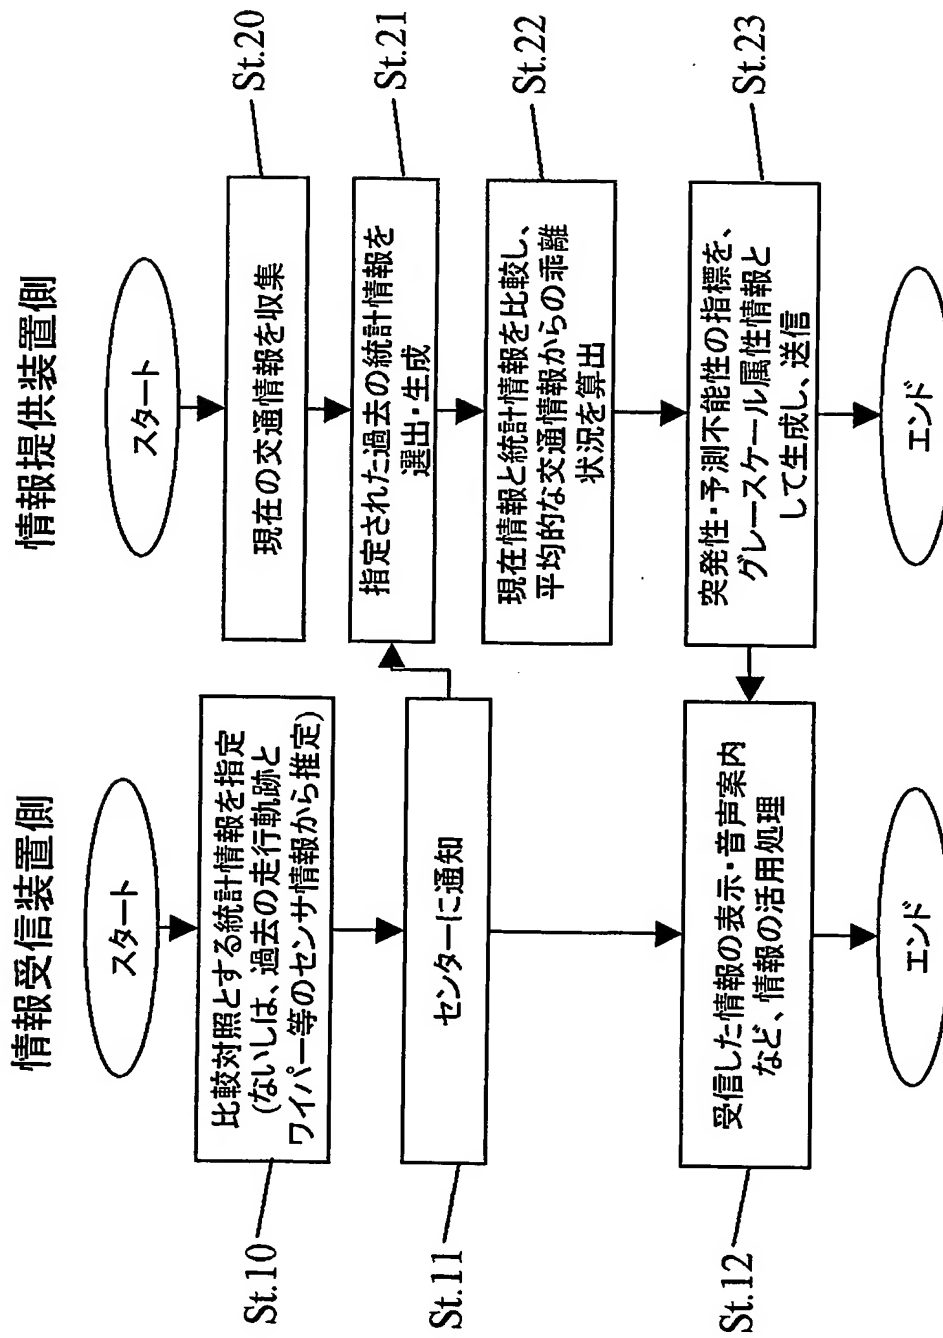 情報受信装置側
スタート
比較対照とする統計情報を指定
(ないしは、過去の走行軌跡と
ワイパー等のセンサ情報から推定)
St.10
センターに通知
St.11
受信した情報の表示・音声案内
など、情報の活用処理
St.12
エンド
情報提供装置側
スタート
現在の交通情報を収集
St.20
指定された過去の統計情報を
選出・生成
St.21
現在情報と統計情報を比較し、
平均的な交通情報からの乖離
状況を算出
St.22
突発性・予測不能性の指標を、
グレースケール属性情報と
して生成し、送信
St.23
エンド